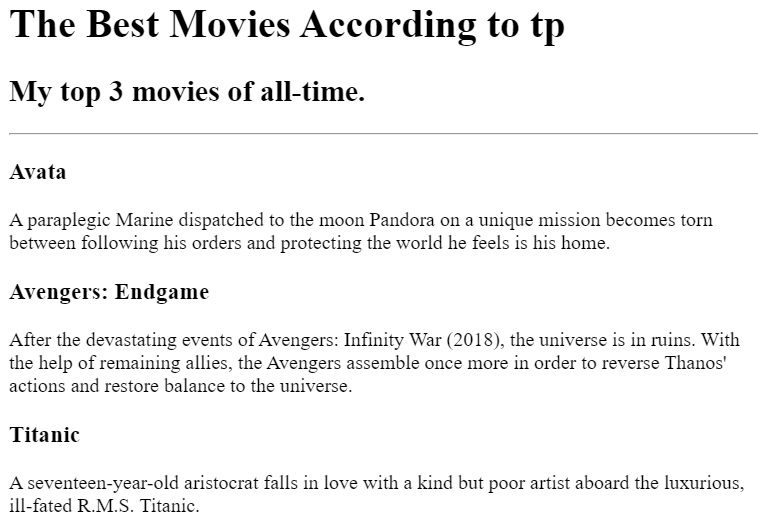 The Best Movies According to tp
My top 3 movies of all-time.
Avata
A paraplegic Marine dispatched to the moon Pandora on a unique mission becomes torn
between following his orders and protecting the world he feels is his home.
Avengers: Endgame
After the devastating events of Avengers: Infinity War (2018), the universe is in ruins. With
the help of remaining allies, the Avengers assemble once more in order to reverse Thanos'
actions and restore balance to the universe.
Titanic
A seventeen-year-old aristocrat falls in love with a kind but poor artist aboard the luxurious,
ill-fated R.M.S. Titanic.